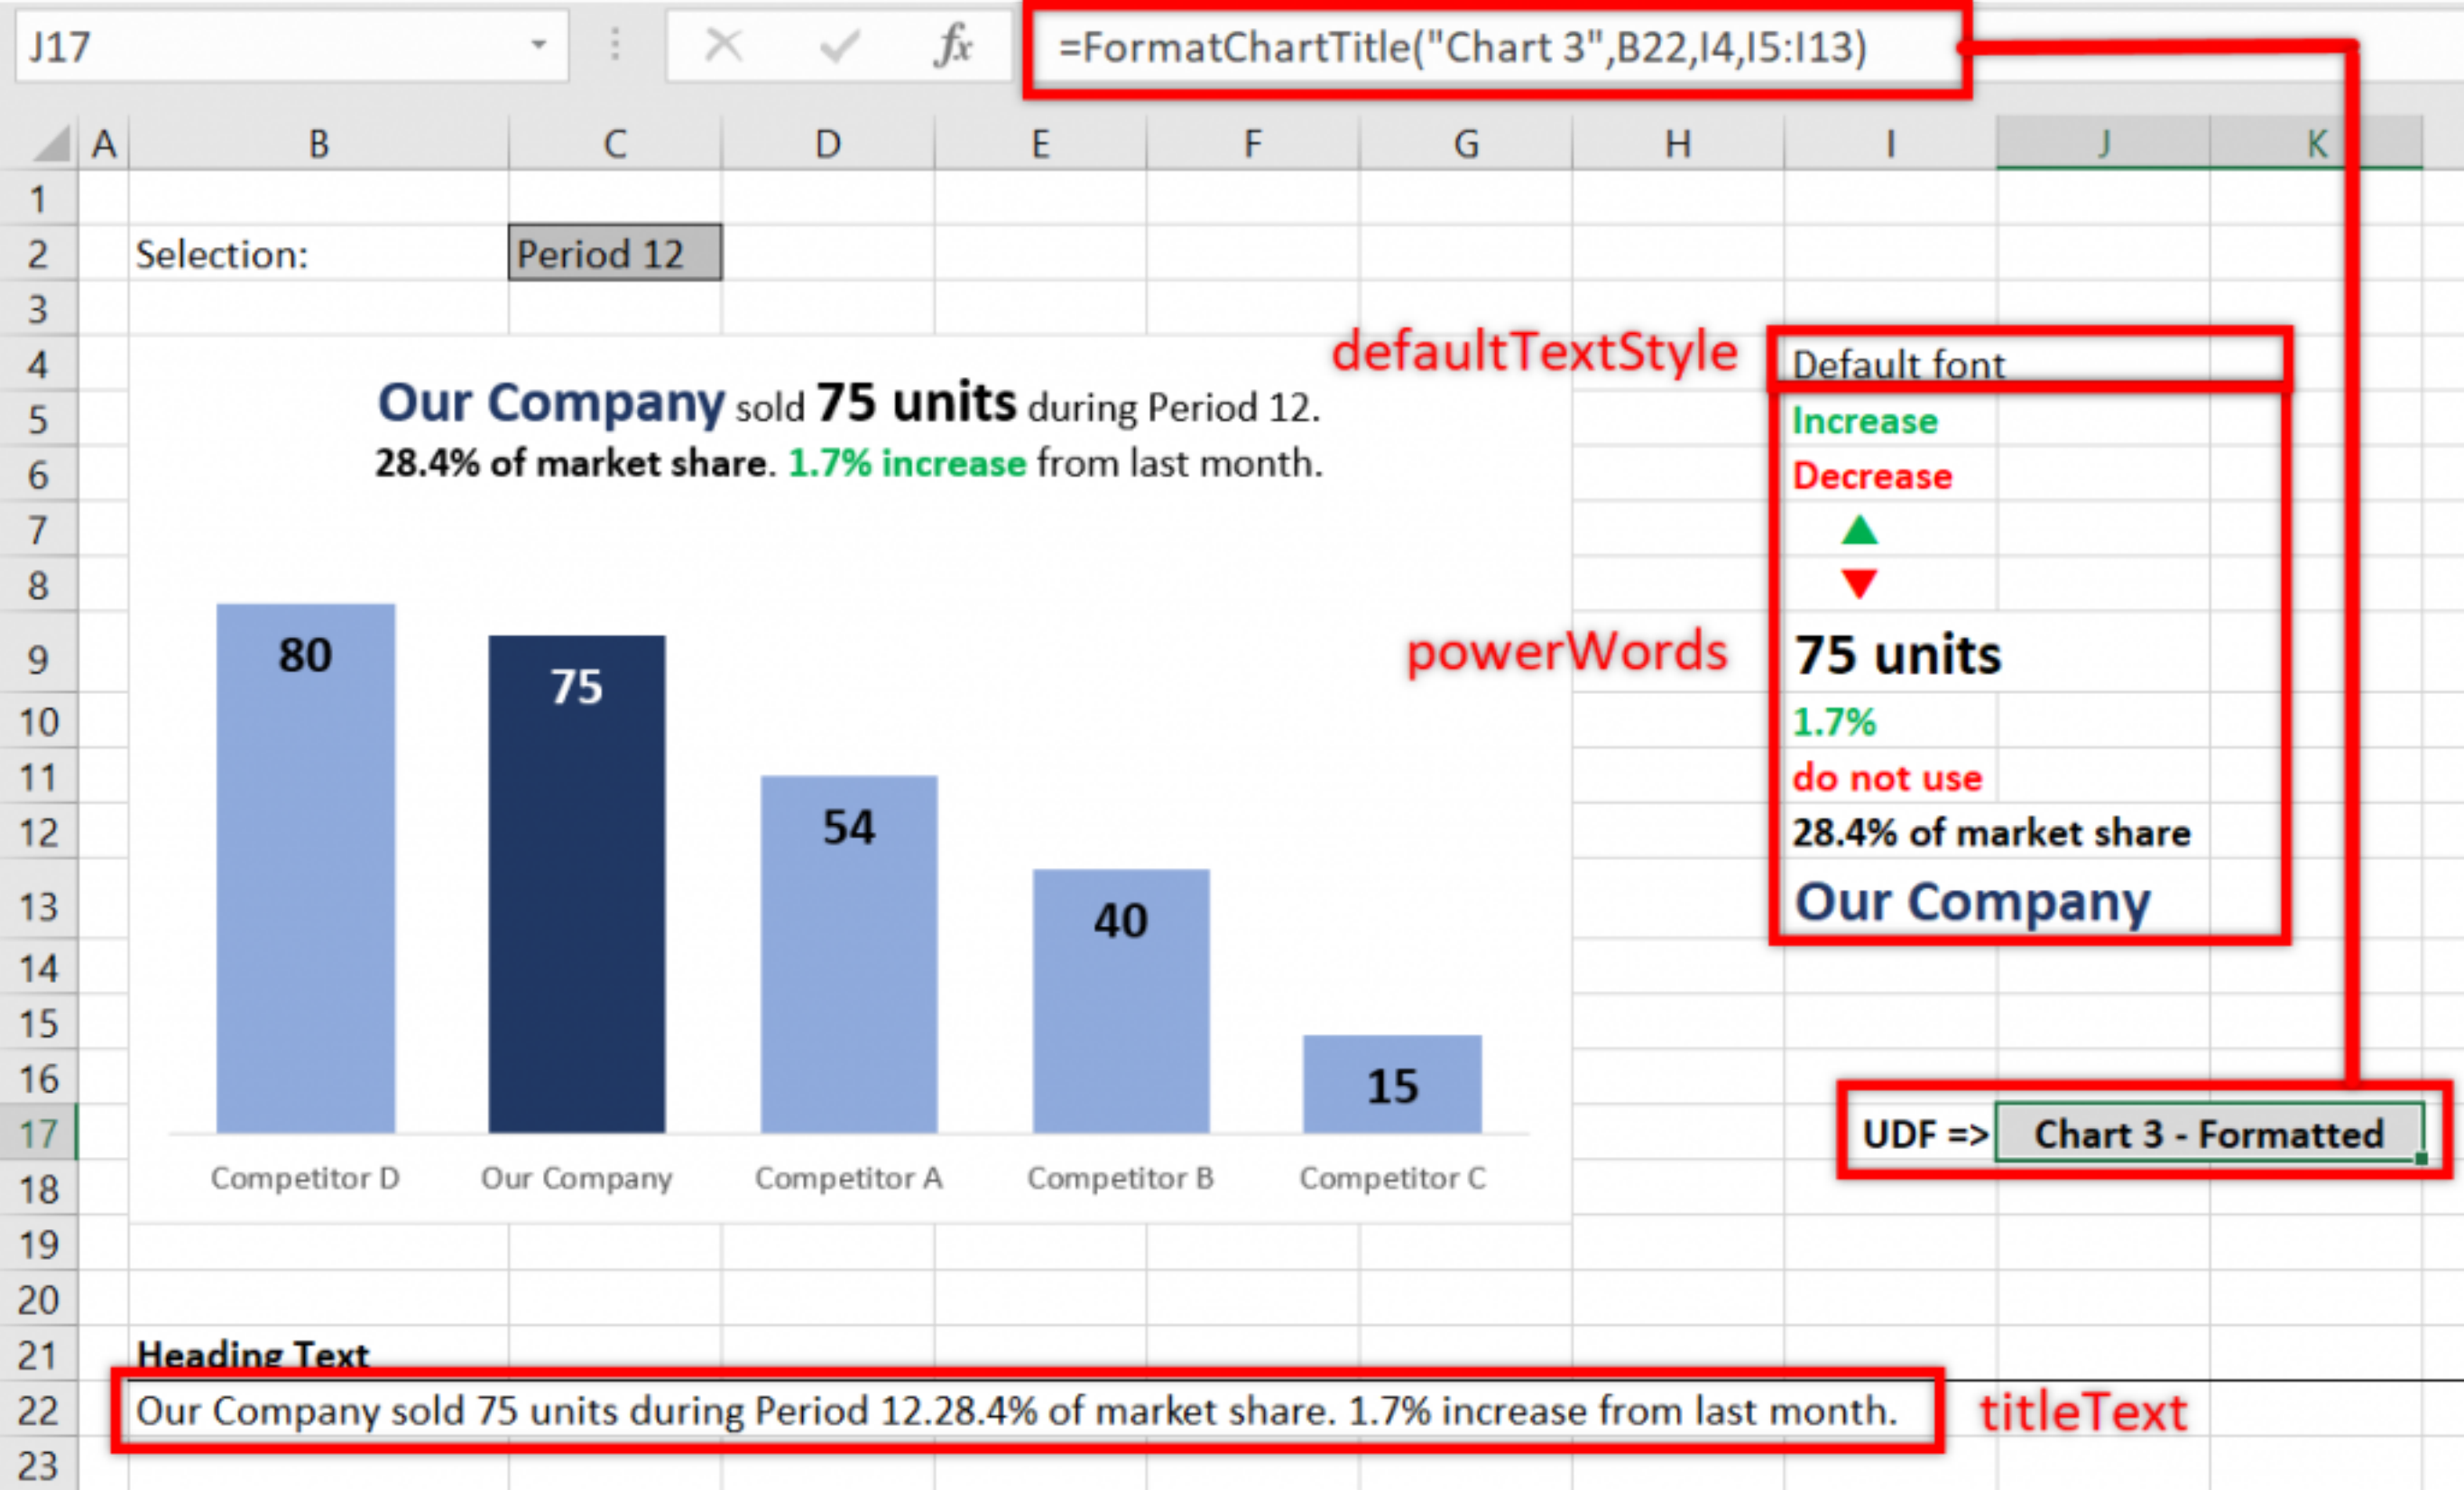 J17
fx
=FormatChartTitle("Chart 3",B22,I4,I5:I13)
A B C D E F G H I J K
1
2 Selection: Period 12
3
4 defaultTextStyle Default font
Our Company sold 75 units during Period 12.
5 Increase
28.4% of market share. 1.7% increase from last month.
6 Decrease
7 ▲
8 ▼
9 80 75 powerWords 75 units
10 1.7%
11 do not use
12 54 28.4% of market share
13 40 Our Company
14
15
16 15
17 UDF => Chart 3 - Formatted
18 Competitor D Our Company Competitor A Competitor B Competitor C
19
20
21 Heading Text
22 Our Company sold 75 units during Period 12.28.4% of market share. 1.7% increase from last month. titleText
23